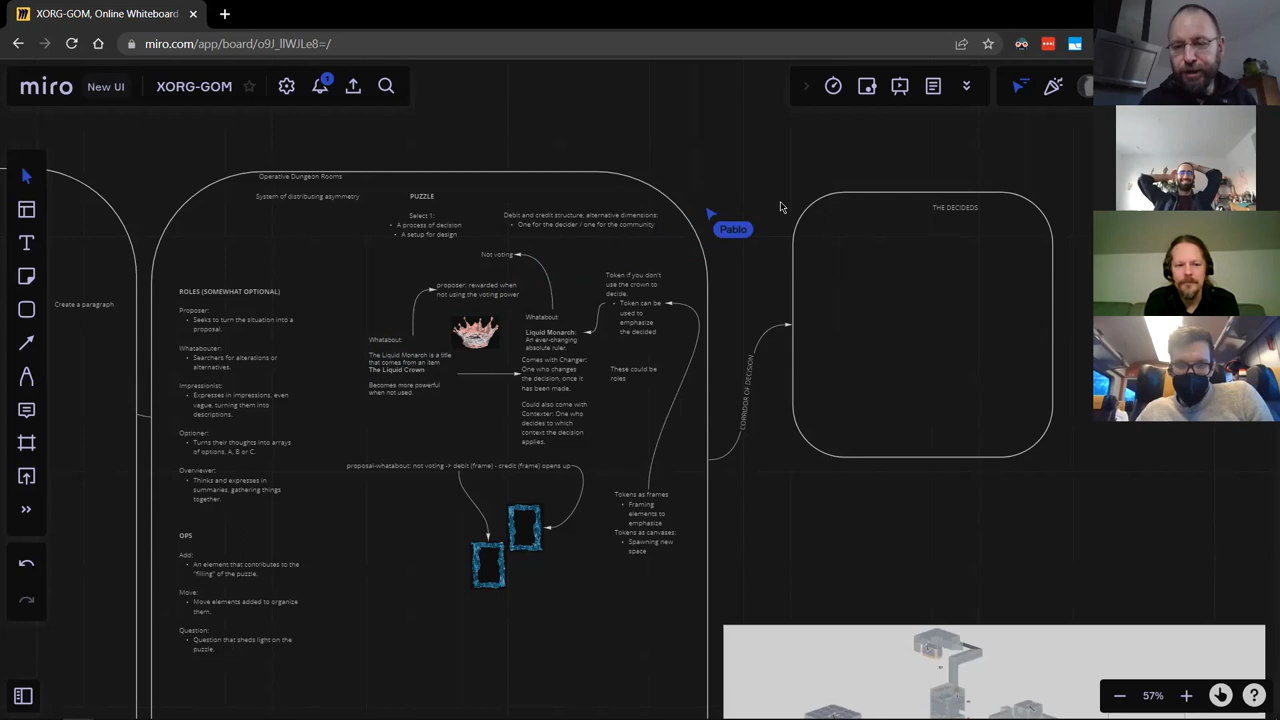 XORG-GOM, Online Whiteboard
miro.com/app/board/o9J_llWJLe8=/
miro
New UI
XORG-GOM
1
Operative Dungeon Rooms
System of distributing asymmetry
PUZZLE
Select 1:
• A process of decision
• A setup for design
Debit and credit structure; alternative dimensions:
• One for the decider / one for the community
Pablo
THE DECIDEDS
Not voting
proposer: rewarded when
not using the voting power
Token if you don't
use the crown to
decide.
• Token can be
used to
emphasize
the decided
Create a paragraph
ROLES (SOMEWHAT OPTIONAL)
Proposer:
• Seeks to turn the situation into a
proposal.
Whatabouter:
• Searchers for alterations or
alternatives.
Impressionist:
• Expresses in impressions, even
vague, turning them into
descriptions.
Optioner:
• Turns their thoughts into arrays
of options, A, B or C.
Overviewer:
• Thinks and expresses in
summaries, gathering things
together.
Whatabout:
The Liquid Monarch is a title
that comes from an item
The Liquid Crown
Becomes more powerful
when not used.
Whatabout:
Liquid Monarch:
An ever-changing
absolute ruler.
Comes with Changer:
One who changes
the decision, once it
has been made.
Could also come with
Contexter: One who
decides to which
context the decision
applies.
These could be
roles
CORRIDOR OF DECISION
proposal-whatabout: not voting -> debit (frame) - credit (frame) opens up
Tokens as frames
• Framing
elements to
emphasize
Tokens as canvases:
• Spawning new
space
OPS
Add:
• An element that contributes to the
"filling" of the puzzle.
Move:
• Move elements added to organize
them.
Question:
• Question that sheds light on the
puzzle.
57%